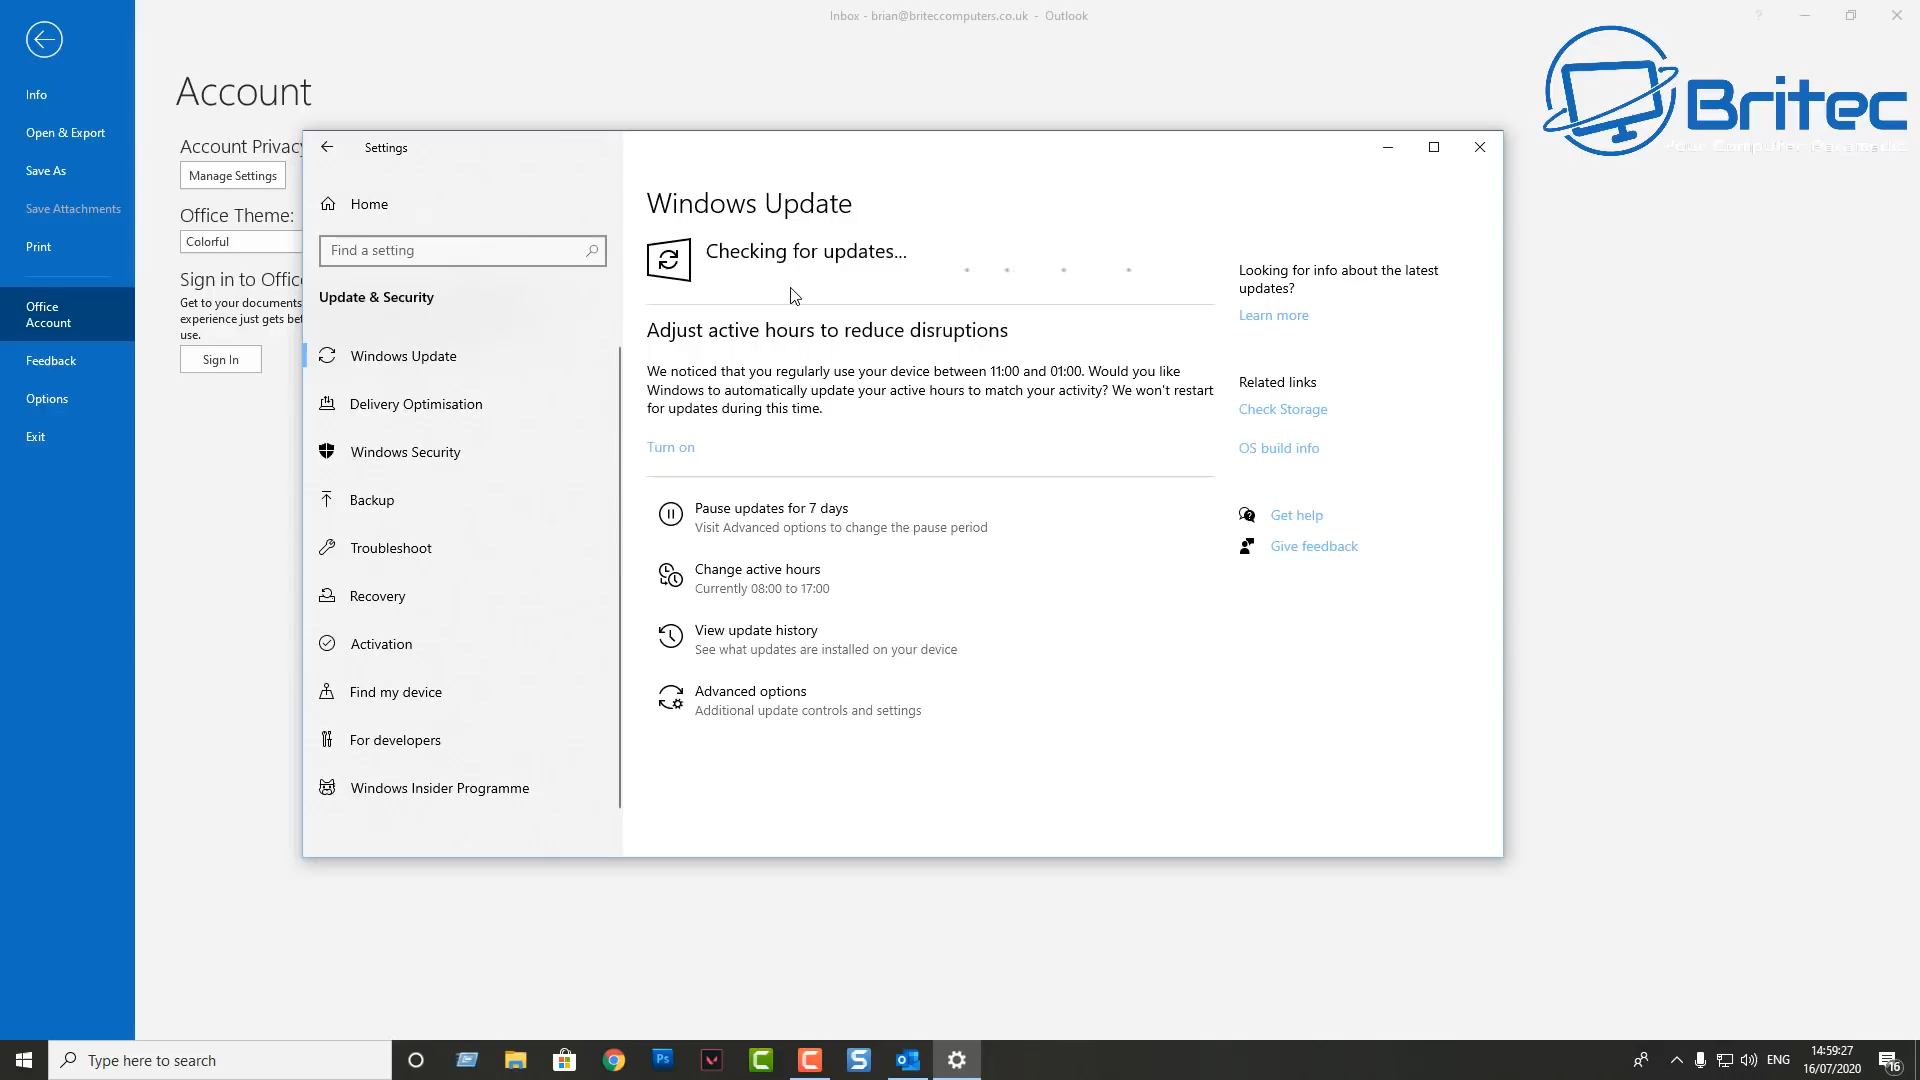 Inbox - brian@briteccomputers.co.uk - Outlook
?
Britec
Your Computer Paramedic
Info
Open & Export
Save As
Save Attachments
Print
Office
Account
Feedback
Options
Exit
Account
Account Privacy
Manage Settings
Office Theme:
Colorful
Sign in to Offic
Get to your documents
experience just gets bet
use.
Sign In
Settings
Home
Find a setting
Update & Security
Windows Update
Delivery Optimisation
Windows Security
Backup
Troubleshoot
Recovery
Activation
Find my device
For developers
Windows Insider Programme
Windows Update
Checking for updates...
Adjust active hours to reduce disruptions
We noticed that you regularly use your device between 11:00 and 01:00. Would you like
Windows to automatically update your active hours to match your activity? We won't restart
for updates during this time.
Turn on
Pause updates for 7 days
Visit Advanced options to change the pause period
Change active hours
Currently 08:00 to 17:00
View update history
See what updates are installed on your device
Advanced options
Additional update controls and settings
Looking for info about the latest
updates?
Learn more
Related links
Check Storage
OS build info
Get help
Give feedback
Type here to search
Ps
ENG
14:59:27
16/07/2020
16